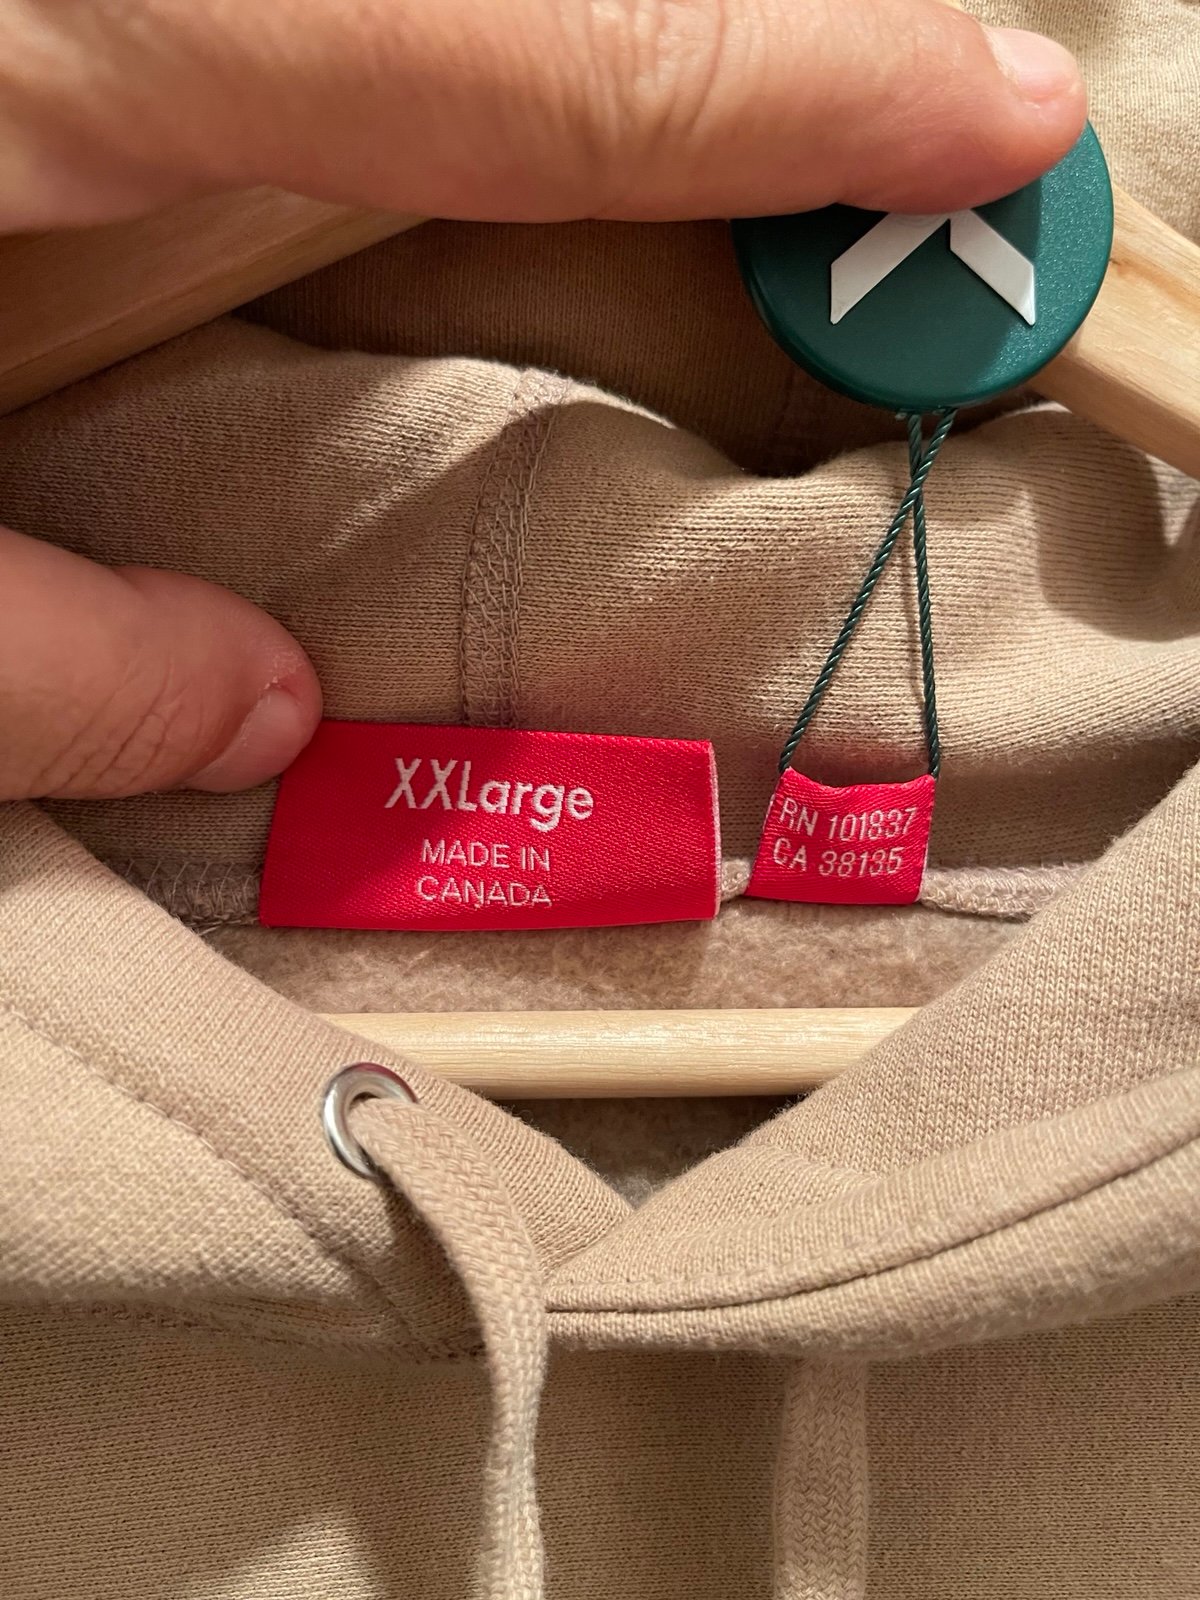 XXLarge
MADE IN
CANADA
RN 101837
CA 38135